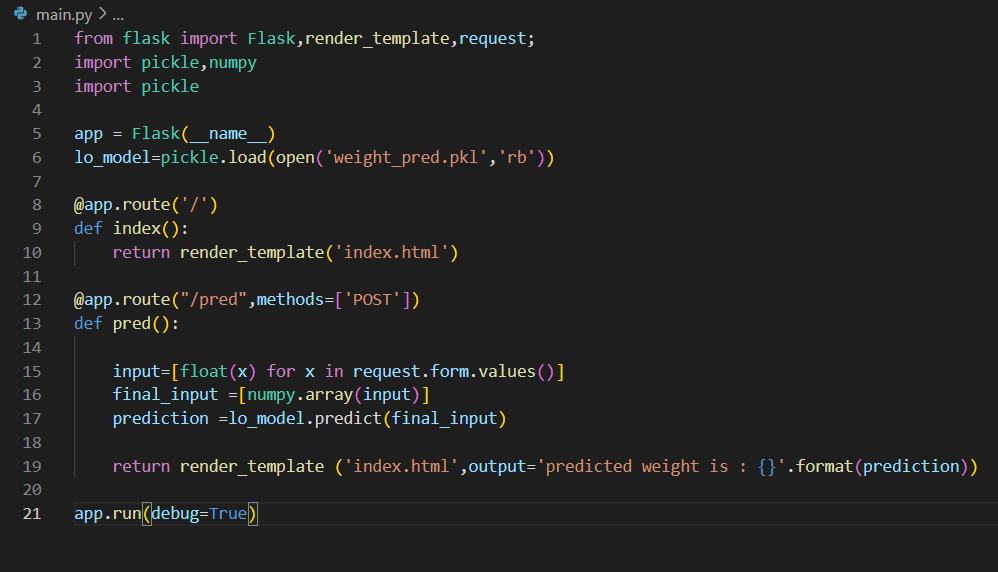 main.py > ...
1 from flask import Flask,render_template,request;
2 import pickle,numpy
3 import pickle
4
5 app = Flask(__name__)
6 lo_model=pickle.load(open('weight_pred.pkl','rb'))
7
8 @app.route('/')
9 def index():
10     return render_template('index.html')
11
12 @app.route("/pred",methods=['POST'])
13 def pred():
14
15     input=[float(x) for x in request.form.values()]
16     final_input =[numpy.array(input)]
17     prediction =lo_model.predict(final_input)
18
19     return render_template ('index.html',output='predicted weight is : {}'.format(prediction))
20
21 app.run(debug=True)